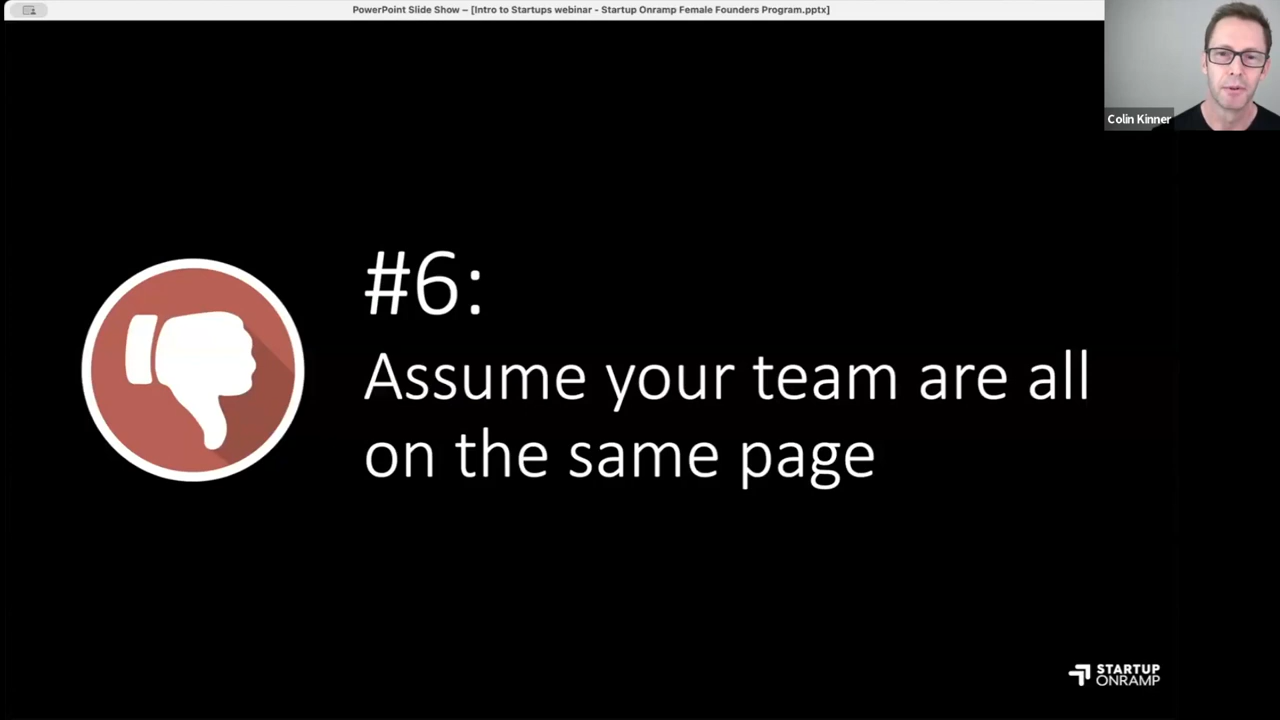 PowerPoint Slide Show – [Intro to Startups webinar - Startup Onramp Female Founders Program.pptx]
Colin Kinner
#6:
Assume your team are all
on the same page
STARTUP
ONRAMP